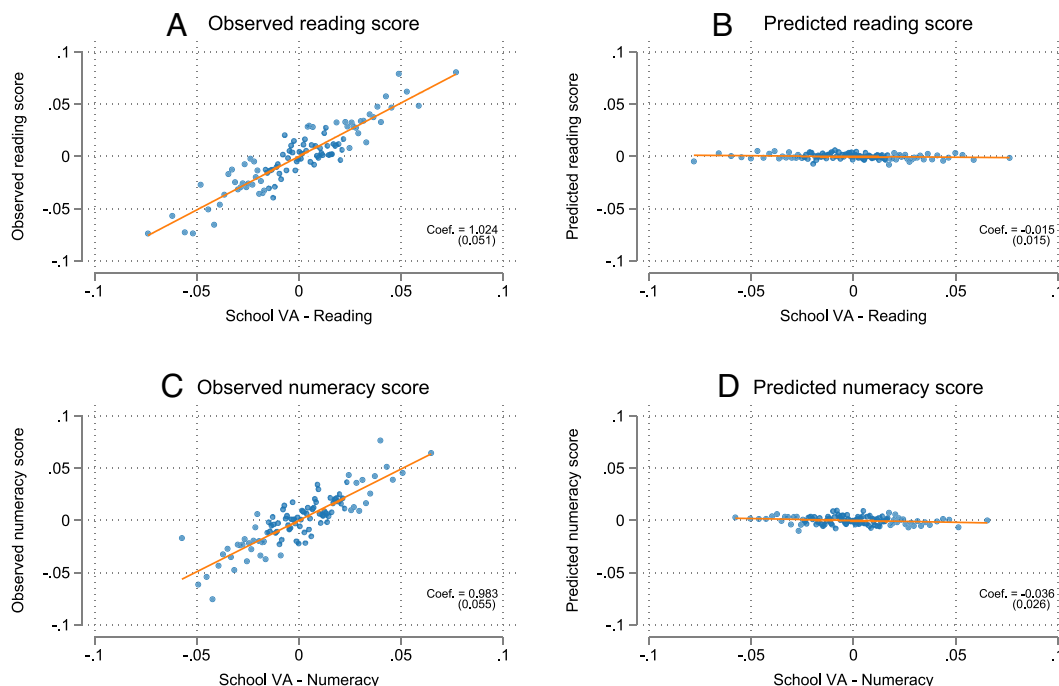 A Observed reading score
Observed reading score
.1
.05
0
-.05
-.1
Coef. = 1.024
(0.051)
-.1 -.05 0 .05 .1
School VA - Reading
B Predicted reading score
Predicted reading score
.1
.05
0
-.05
-.1
Coef. = -0.015
(0.015)
-.1 -.05 0 .05 .1
School VA - Reading
C Observed numeracy score
Observed numeracy score
.1
.05
0
-.05
-.1
Coef. = 0.983
(0.055)
-.1 -.05 0 .05 .1
School VA - Numeracy
D Predicted numeracy score
Predicted numeracy score
.1
.05
0
-.05
-.1
Coef. = -0.036
(0.026)
-.1 -.05 0 .05 .1
School VA - Numeracy